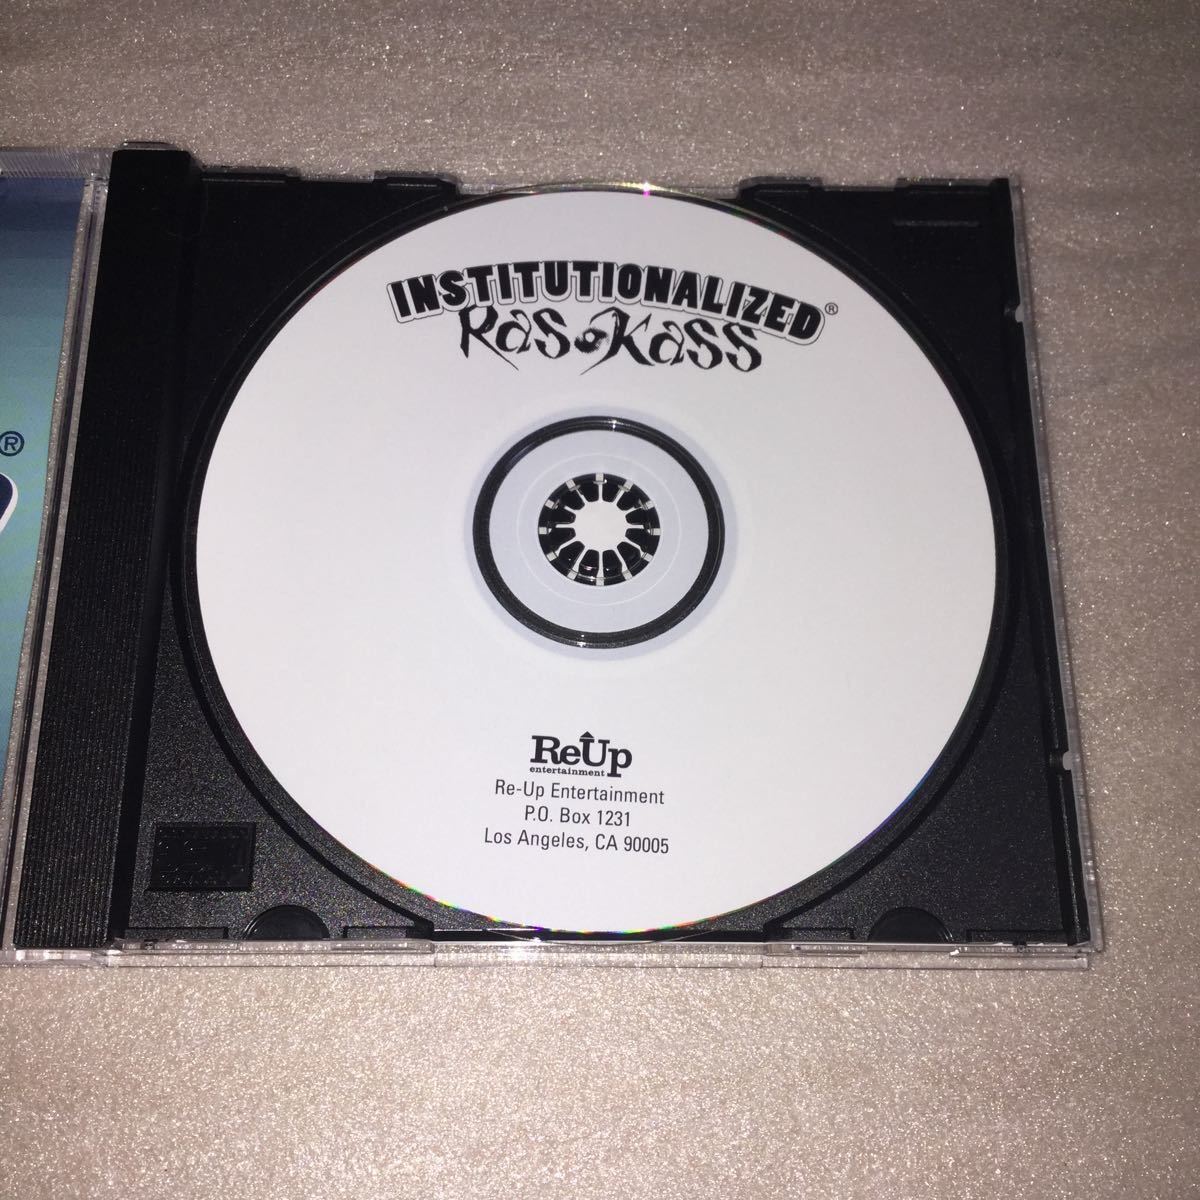 INSTITUTIONALIZED®
Ras Kass
®
ReUp
entertainment
Re-Up Entertainment
P.O. Box 1231
Los Angeles, CA 90005